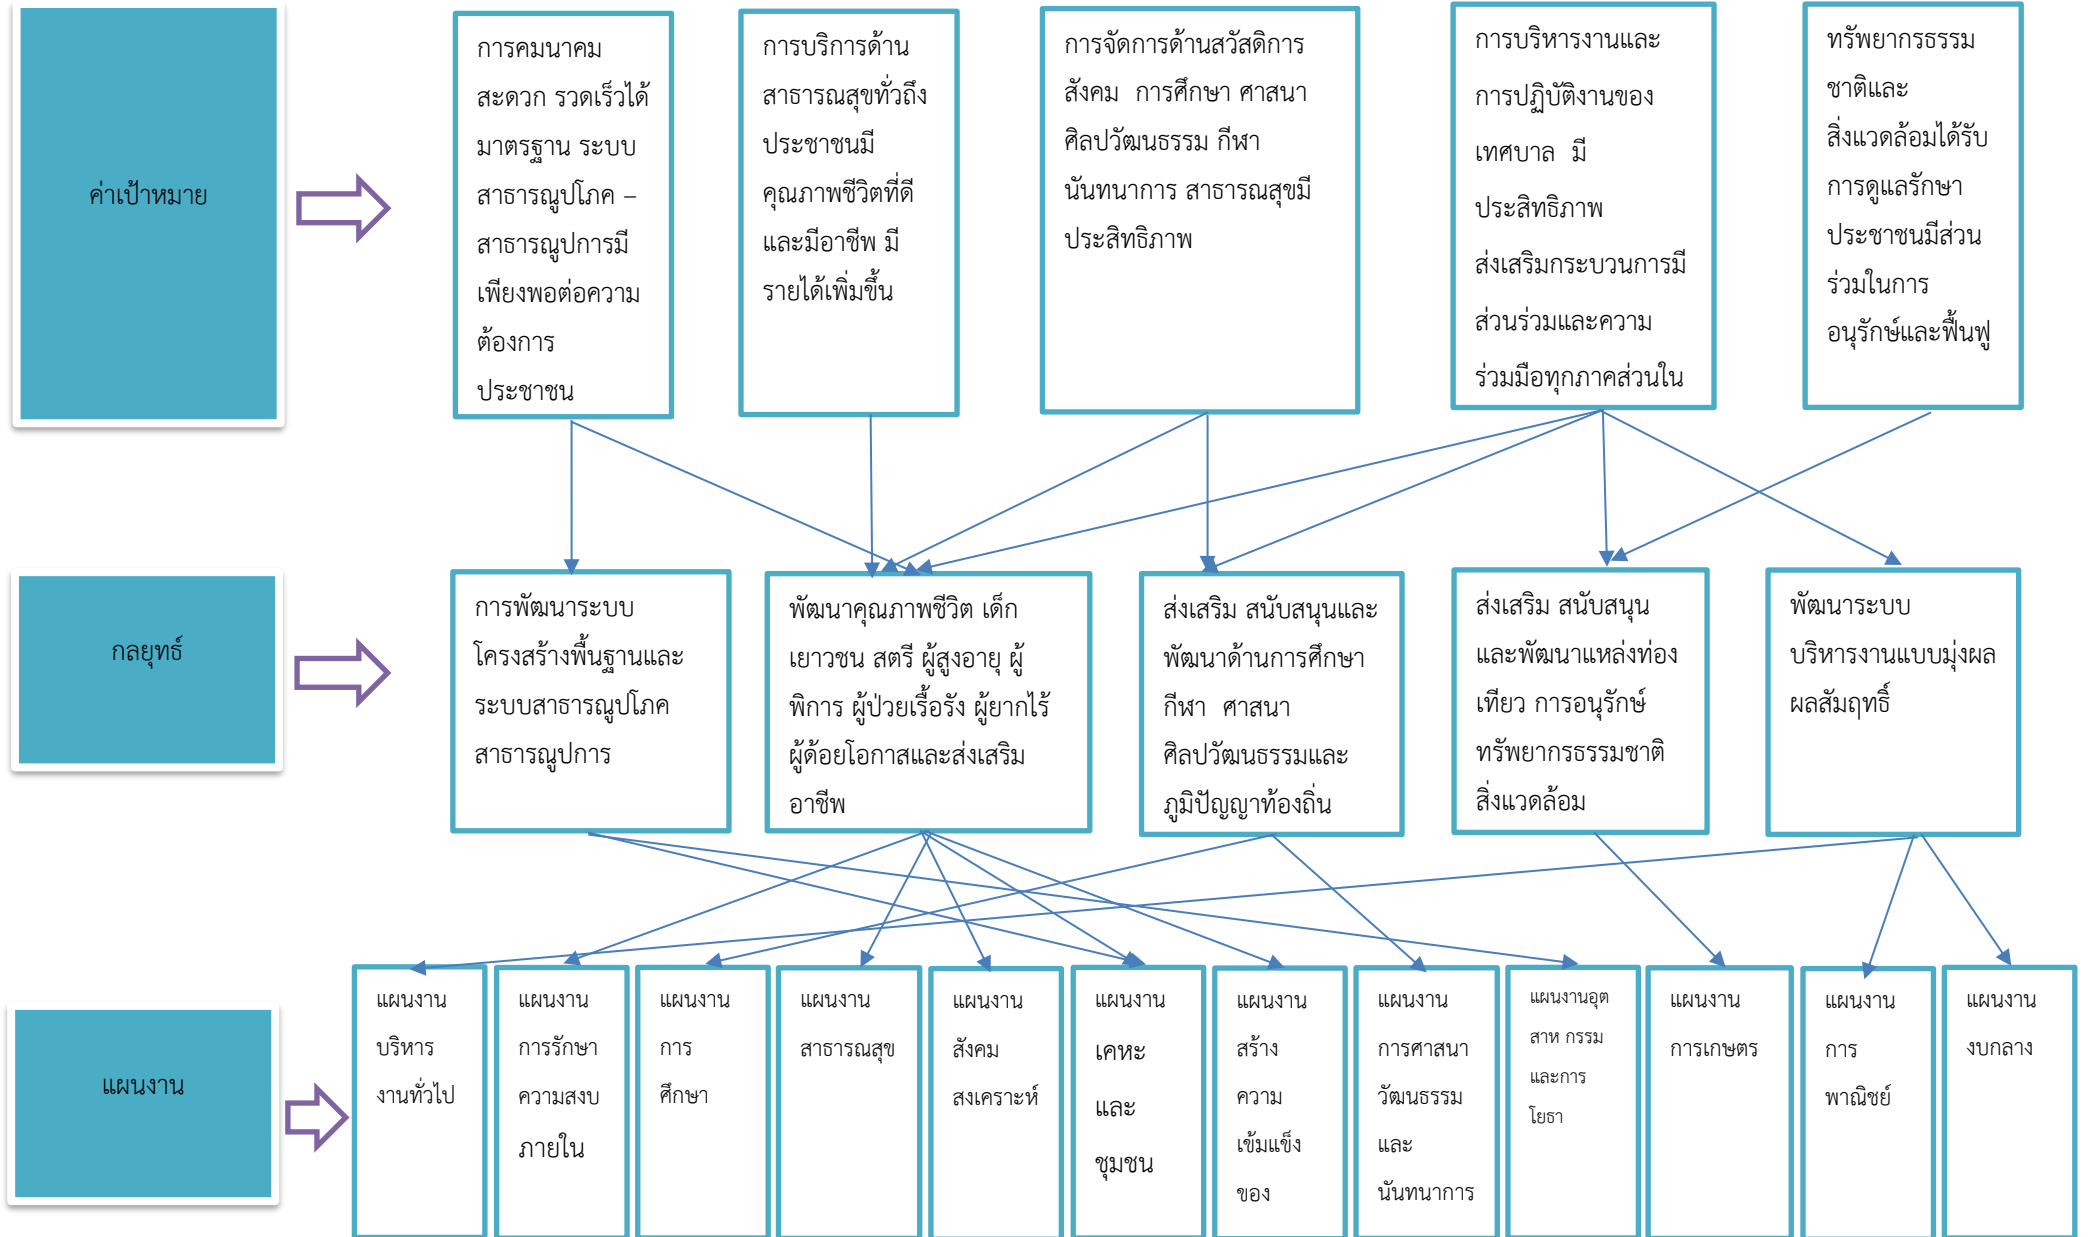 ค่าเป้าหมาย
การคมนาคม
สะดวก รวดเร็วได้
มาตรฐาน ระบบ
สาธารณูปโภค –
สาธารณูปการมี
เพียงพอต่อความ
ต้องการ
ประชาชน
การบริการด้าน
สาธารณสุขทั่วถึง
ประชาชนมี
คุณภาพชีวิตที่ดี
และมีอาชีพ มี
รายได้เพิ่มขึ้น
การจัดการด้านสวัสดิการ
สังคม  การศึกษา ศาสนา
ศิลปวัฒนธรรม กีฬา
นันทนาการ สาธารณสุขมี
ประสิทธิภาพ
การบริหารงานและ
การปฏิบัติงานของ
เทศบาล  มี
ประสิทธิภาพ
ส่งเสริมกระบวนการมี
ส่วนร่วมและความ
ร่วมมือทุกภาคส่วนใน
ทรัพยากรธรรม
ชาติและ
สิ่งแวดล้อมได้รับ
การดูแลรักษา
ประชาชนมีส่วน
ร่วมในการ
อนุรักษ์และฟื้นฟู
กลยุทธ์
การพัฒนาระบบ
โครงสร้างพื้นฐานและ
ระบบสาธารณูปโภค
สาธารณูปการ
พัฒนาคุณภาพชีวิต เด็ก
เยาวชน สตรี ผู้สูงอายุ ผู้
พิการ ผู้ป่วยเรื้อรัง ผู้ยากไร้
ผู้ด้อยโอกาสและส่งเสริม
อาชีพ
ส่งเสริม สนับสนุนและ
พัฒนาด้านการศึกษา
กีฬา  ศาสนา
ศิลปวัฒนธรรมและ
ภูมิปัญญาท้องถิ่น
ส่งเสริม สนับสนุน
และพัฒนาแหล่งท่อง
เทียว การอนุรักษ์
ทรัพยากรธรรมชาติ
สิ่งแวดล้อม
พัฒนาระบบ
บริหารงานแบบมุ่งผล
ผลสัมฤทธิ์
แผนงาน
แผนงาน
บริหาร
งานทั่วไป
แผนงาน
การรักษา
ความสงบ
ภายใน
แผนงาน
การ
ศึกษา
แผนงาน
สาธารณสุข
แผนงาน
สังคม
สงเคราะห์
แผนงาน
เคหะ
และ
ชุมชน
แผนงาน
สร้าง
ความ
เข้มแข็ง
ของ
แผนงาน
การศาสนา
วัฒนธรรม
และ
นันทนาการ
แผนงานอุต
สาห กรรม
และการ
โยธา
แผนงาน
การเกษตร
แผนงาน
การ
พาณิชย์
แผนงาน
งบกลาง